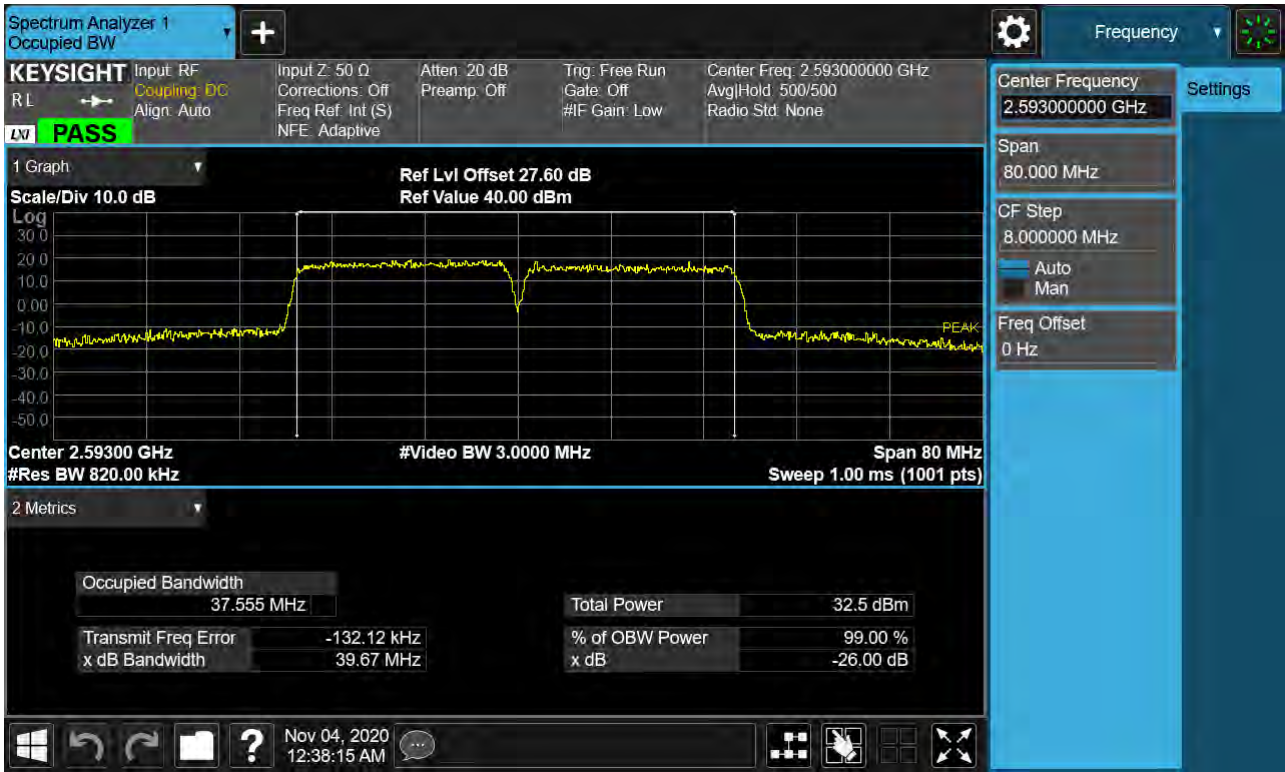 Spectrum Analyzer 1
Occupied BW
+
Frequency
KEYSIGHT
RL
LXI
PASS
Input: RF
Coupling: DC
Align: Auto
Input Z: 50 Ω
Corrections: Off
Freq Ref: Int (S)
NFE: Adaptive
Atten: 20 dB
Preamp: Off
Trig: Free Run
Gate: Off
#IF Gain: Low
Center Freq: 2.593000000 GHz
Avg|Hold: 500/500
Radio Std: None
Center Frequency
2.593000000 GHz
Settings
Span
80.000 MHz
CF Step
8.000000 MHz
Auto
Man
Freq Offset
0 Hz
1 Graph
Scale/Div 10.0 dB
Ref Lvl Offset 27.60 dB
Ref Value 40.00 dBm
Log
30.0
20.0
10.0
0.00
-10.0
-20.0
-30.0
-40.0
-50.0
PEAK
Center 2.59300 GHz
#Video BW 3.0000 MHz
Span 80 MHz
#Res BW 820.00 kHz
Sweep 1.00 ms (1001 pts)
2 Metrics
Occupied Bandwidth
37.555 MHz
Transmit Freq Error -132.12 kHz
x dB Bandwidth 39.67 MHz
Total Power 32.5 dBm
% of OBW Power 99.00 %
x dB -26.00 dB
?
Nov 04, 2020
12:38:15 AM